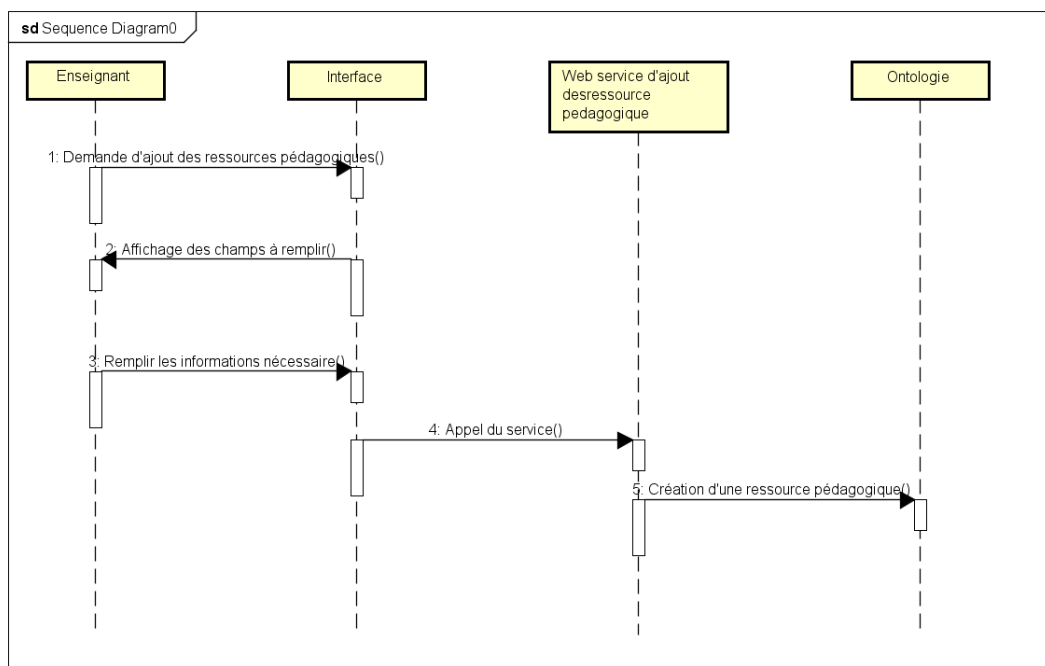 sd Sequence Diagram0
Enseignant
Interface
Web service d'ajout
desressource
pedagogique
Ontologie
1: Demande d'ajout des ressources pédagogiques()
2: Affichage des champs à remplir()
3: Remplir les informations nécessaire()
4: Appel du service()
5: Création d'une ressource pédagogique()